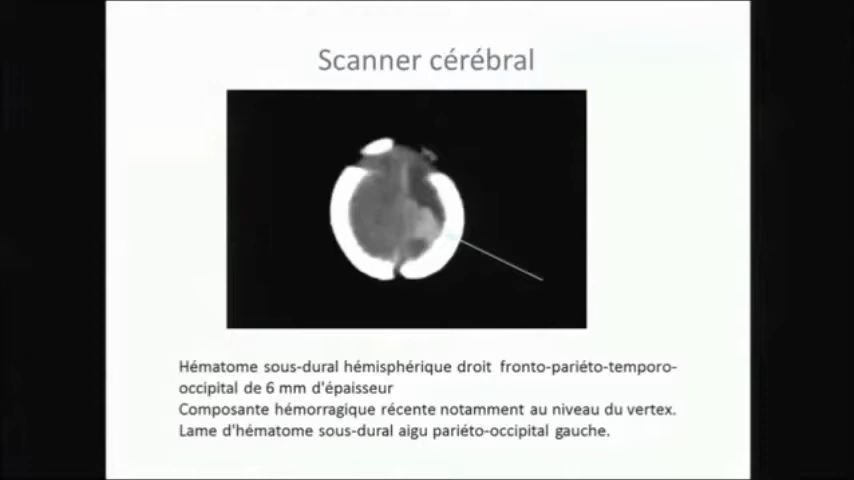 Scanner cérébral
Hématome sous-dural hémisphérique droit fronto-pariéto-temporo-
occipital de 6 mm d'épaisseur
Composante hémorragique récente notamment au niveau du vertex.
Lame d'hématome sous-dural aigu pariéto-occipital gauche.